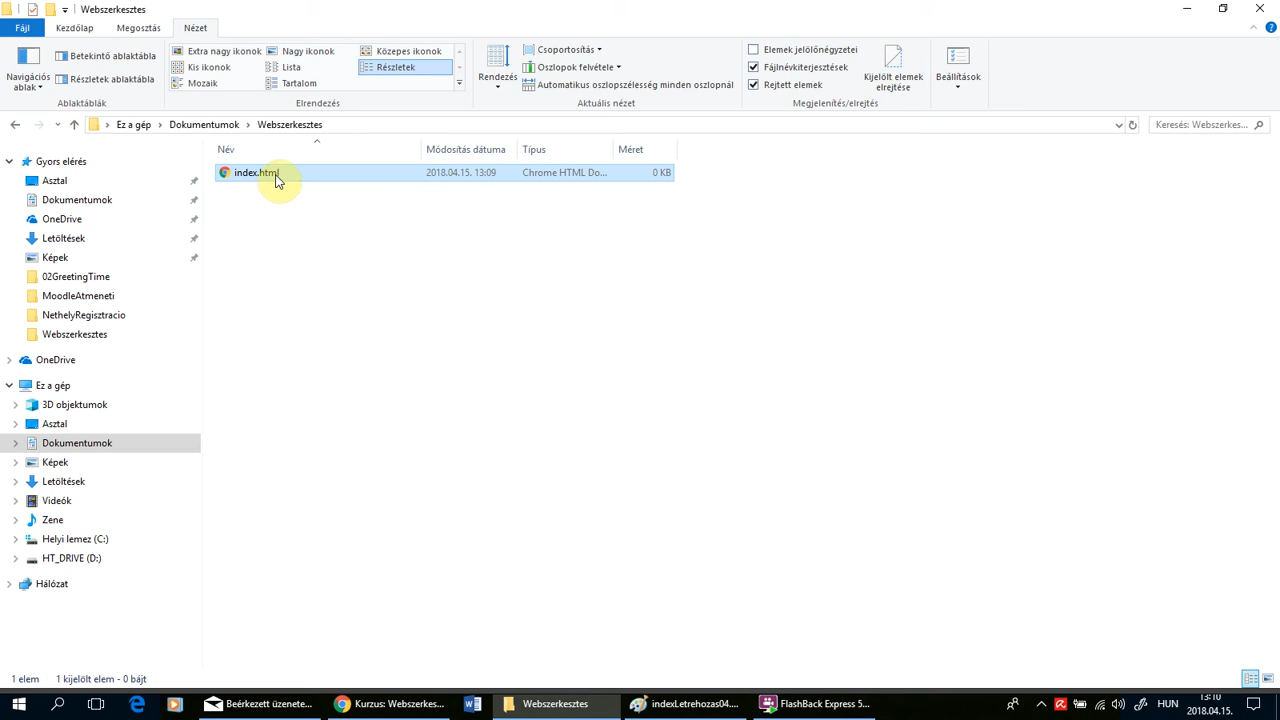 Webszerkesztes
Fájl Kezdőlap Megosztás Nézet
Navigációs ablak
Betekintő ablaktábla
Részletek ablaktábla
Ablaktáblák
Extra nagy ikonok Nagy ikonok Közepes ikonok
Kis ikonok Lista Részletek
Mozaik Tartalom
Elrendezés
Rendezés
Csoportosítás
Oszlopok felvétele
Automatikus oszlopszélesség minden oszlopnál
Aktuális nézet
Elemek jelölőnégyzetei
Fájlnévkiterjesztések
Rejtett elemek
Kijelölt elemek elrejtése
Megjelenítés/elrejtés
Beállítások
Ez a gép Dokumentumok Webszerkesztes
Keresés: Webszerkes...
Név Módosítás dátuma Típus Méret
index.html 2018.04.15. 13:09 Chrome HTML Do... 0 KB
Gyors elérés
Asztal
Dokumentumok
OneDrive
Letöltések
Képek
02GreetingTime
MoodleAtmeneti
NethelyRegisztracio
Webszerkesztes
OneDrive
Ez a gép
3D objektumok
Asztal
Dokumentumok
Képek
Letöltések
Videók
Zene
Helyi lemez (C:)
HT_DRIVE (D:)
Hálózat
1 elem 1 kijelölt elem - 0 bájt
Beérkezett üzenete... Kurzus: Webszerkes... Webszerkesztes indexLetrehozas04.... FlashBack Express 5... HUN
13:10
2018.04.15.